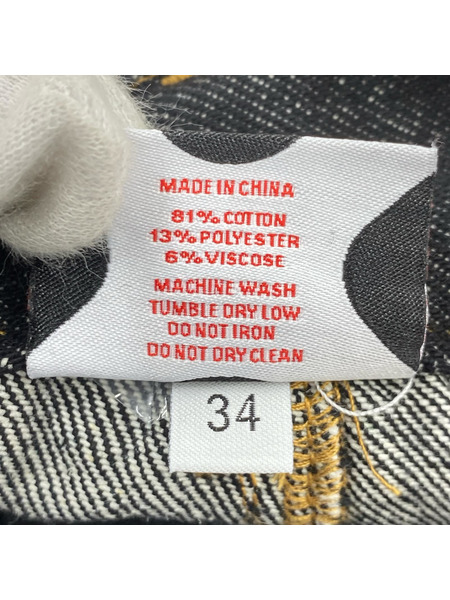 MADE IN CHINA
81% COTTON
13% POLYESTER
6% VISCOSE
MACHINE WASH
TUMBLE DRY LOW
DO NOT IRON
DO NOT DRY CLEAN
34